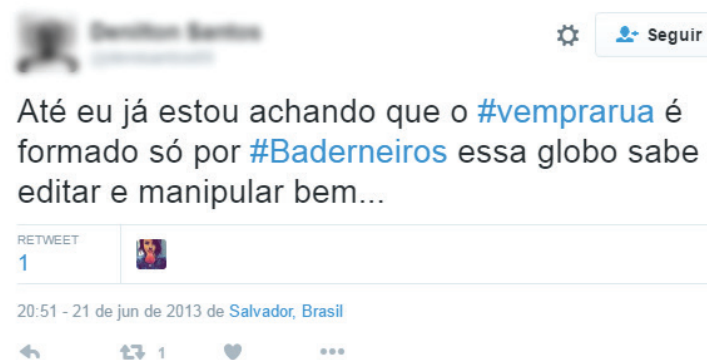 Seguir
Até eu já estou achando que o #vemprarua é
formado só por #Baderneiros essa globo sabe
editar e manipular bem...
RETWEET
1
20:51 - 21 de jun de 2013 de Salvador, Brasil
1